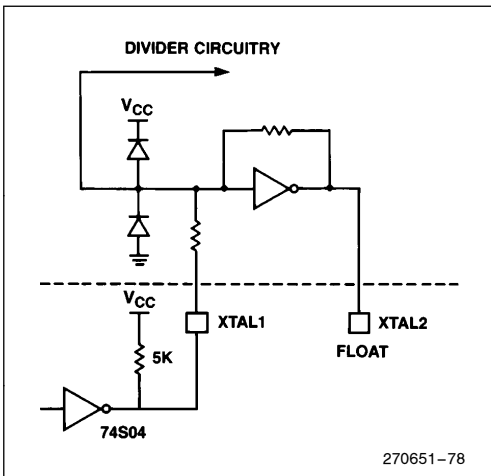 DIVIDER CIRCUITRY
VCC
VCC
XTAL1
XTAL2
5K
FLOAT
74S04
270651–78